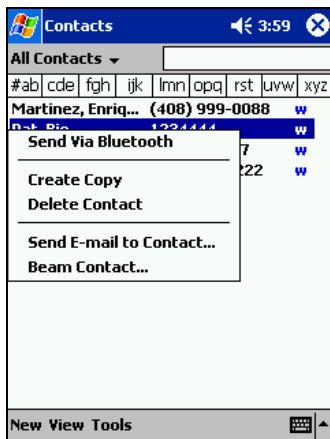 Contacts 3:59
All Contacts
#ab cde fgh ijk lmn opq rst uvw xyz
Martinez, Enriq... (408) 999-0088 w
1234444 w
Send Via Bluetooth
7 w
Create Copy
222 w
Delete Contact
Send E-mail to Contact...
Beam Contact...
New View Tools